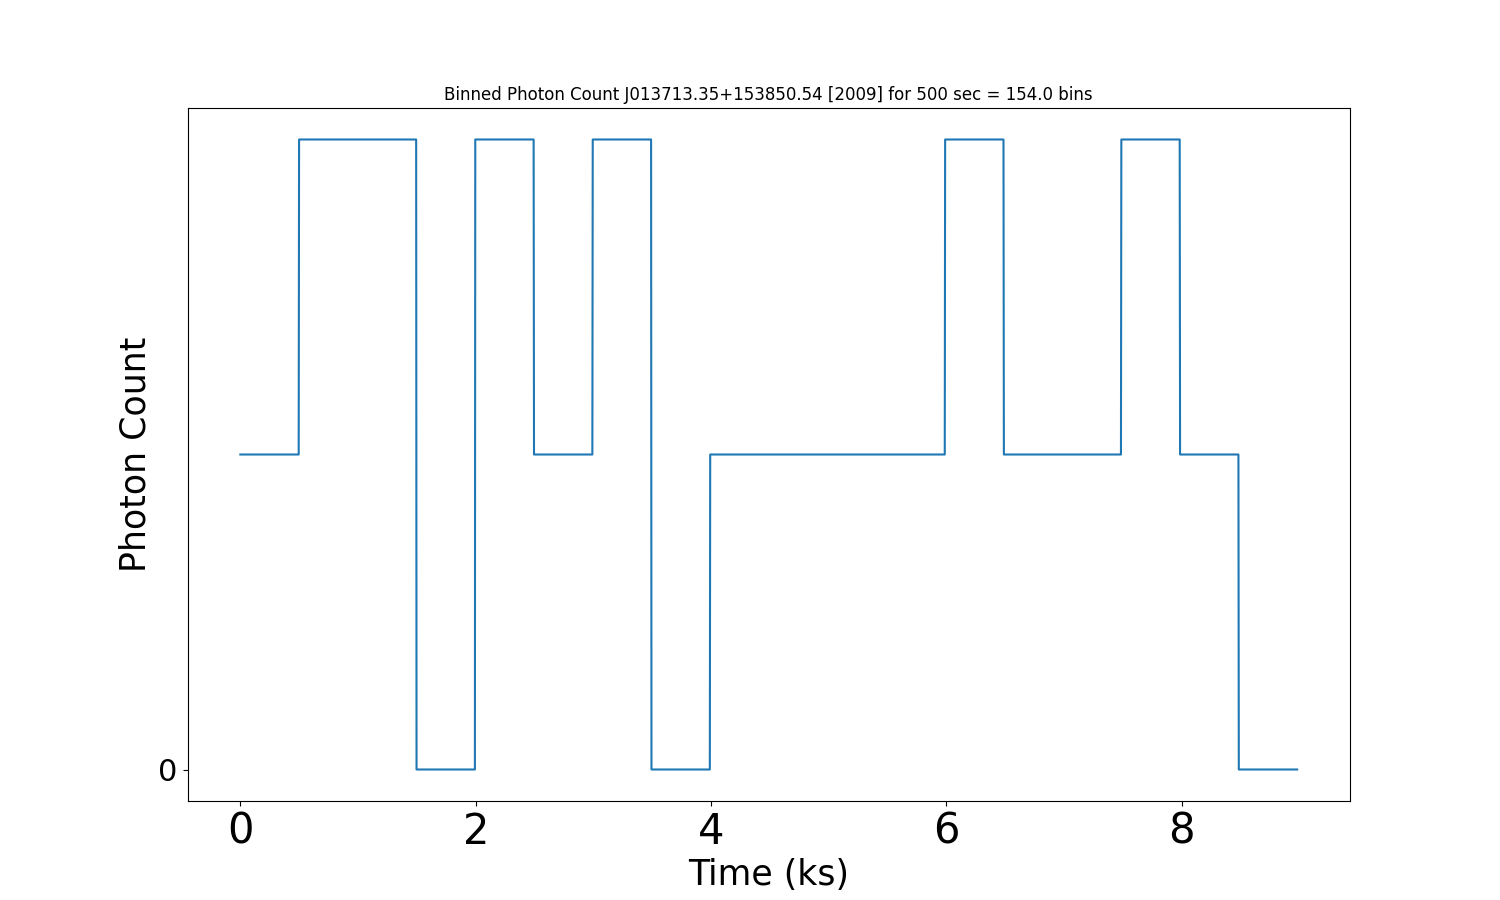 Binned Photon Count J013713.35+153850.54 [2009] for 500 sec = 154.0 bins
Photon Count
0
0 2 4 6 8
Time (ks)